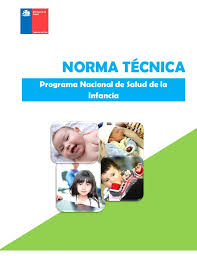 NORMA TÉCNICA
Programa Nacional de Salud de la
Infancia